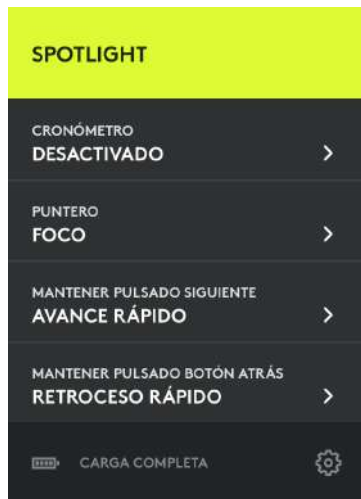 SPOTLIGHT
CRONÓMETRO
DESACTIVADO
PUNTERO
FOCO
MANTENER PULSADO SIGUIENTE
AVANCE RÁPIDO
MANTENER PULSADO BOTÓN ATRÁS
RETROCESO RÁPIDO
CARGA COMPLETA